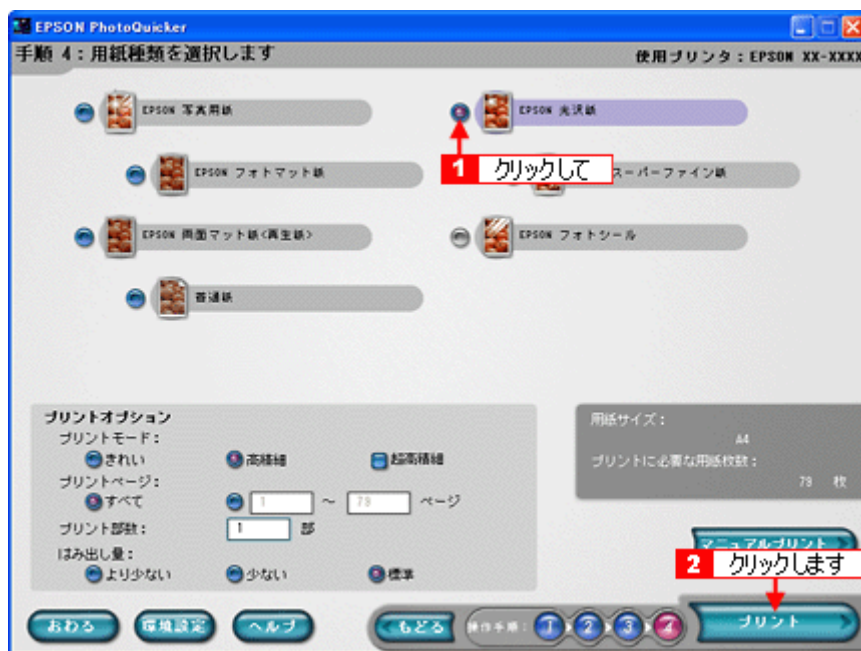 EPSON PhotoQuicker
手順 4：用紙種類を選択します
使用プリンタ：EPSON XX-XXXX
EPSON 写真用紙
EPSON 光沢紙
1 クリックして
EPSON フォトマット紙
スーパーファイン紙
EPSON 両面マット紙<再生紙>
EPSON フォトシール
普通紙
プリントオプション
プリントモード：
きれい 高精細 超高精細
プリントページ：
すべて 1 ～ 79 ページ
プリント部数： 1 部
はみ出し量：
より少ない 少ない 標準
用紙サイズ：
A4
プリントに必要な用紙枚数：
79 枚
マニュアルプリント
2 クリックします
おわる 環境設定 ヘルプ もどる 操作手順： 1 2 3 4 プリント